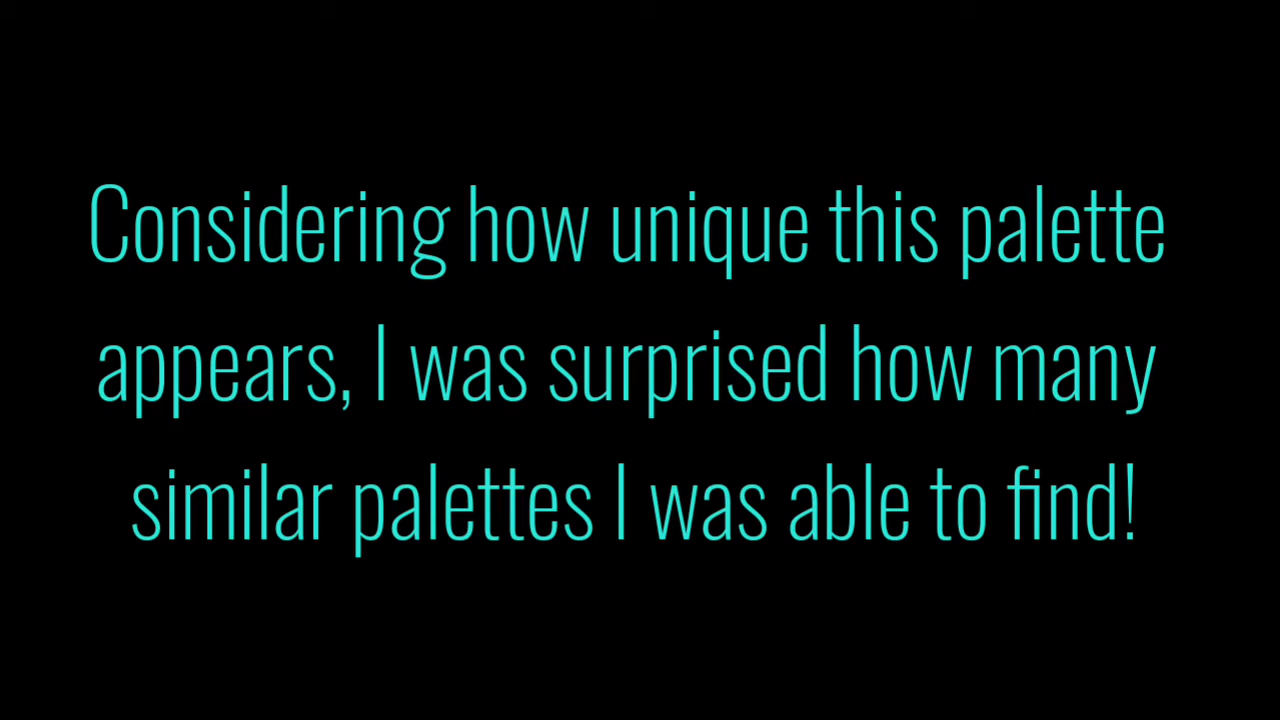 Considering how unique this palette
appears, I was surprised how many
similar palettes I was able to find!